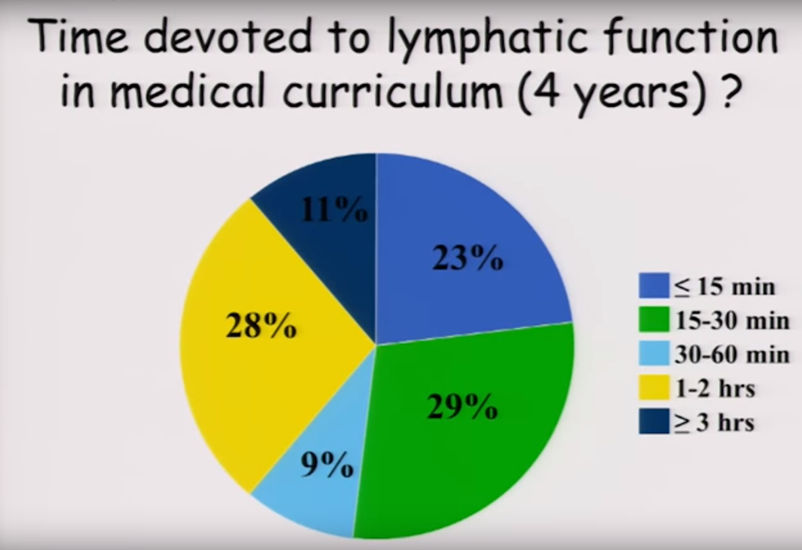 Time devoted to lymphatic function
in medical curriculum (4 years) ?
11%
23%
28%
29%
9%
≤ 15 min
15-30 min
30-60 min
1-2 hrs
≥ 3 hrs